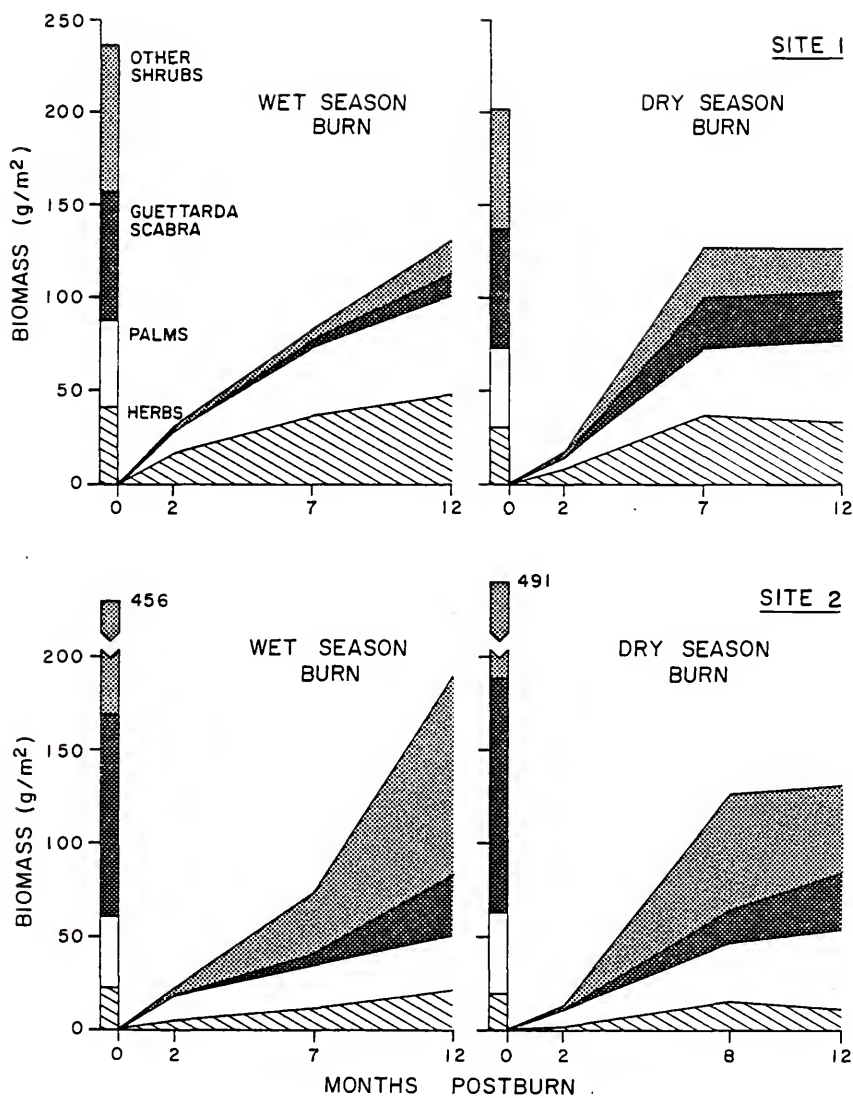 SITE 1
WET SEASON
BURN
DRY SEASON
BURN
BIOMASS (g/m²)
250
200
150
100
50
0
OTHER
SHRUBS
GUETTARDA
SCABRA
PALMS
HERBS
0 2 7 12
0 2 7 12
SITE 2
456
491
WET SEASON
BURN
DRY SEASON
BURN
BIOMASS (g/m²)
200
150
100
50
0
0 2 7 12
0 2 8 12
MONTHS POSTBURN